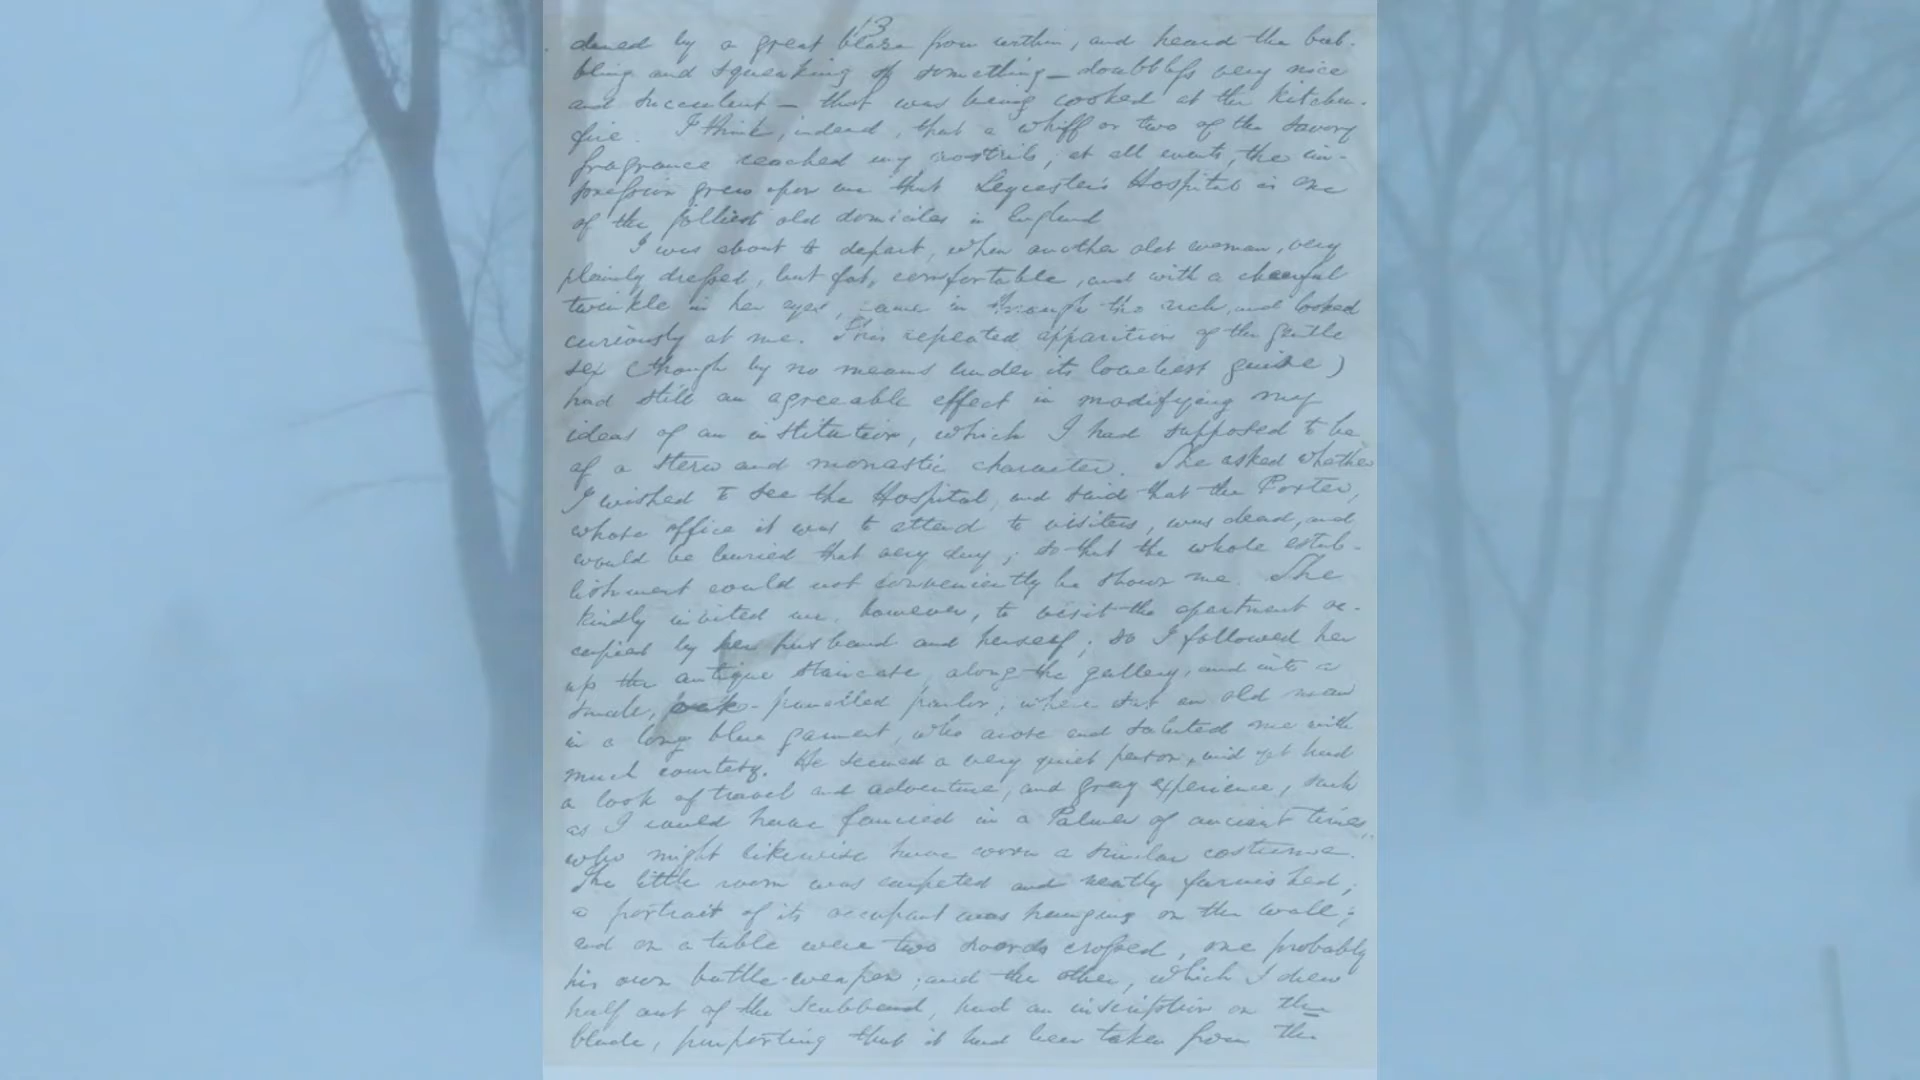 13
dened by a great blaze from within, and heard the bub-
bling and squeaking of something — doubtless very nice
and succulent — that was being cooked at the kitchen-
fire. I think, indeed, that a whiff or two of the savory
fragrance reached my nostrils; at all events, the im-
pression grew upon me that Leycester's Hospital is one
of the jolliest old domiciles in England
I was about to depart, when another old woman, very
plainly dressed, but fat, comfortable, and with a cheerful
twinkle in her eyes, came in through the arch, and looked
curiously at me. This repeated apparition of the gentle
sex (though by no means under its loveliest guise)
had still an agreeable effect in modifying my
ideas of an institution, which I had supposed to be
of a stern and monastic character. She asked whether
I wished to see the Hospital, and said that the Porter,
whose office it was to attend to visiters, was dead, and
would be buried that very day; so that the whole estab-
lishment could not conveniently be shown me. She
kindly invited me, however, to visit the apartment oc-
cupied by her husband and herself; so I followed her
up the antique staircase, along the gallery, and into a
small, oak-panelled parlor, where sat an old man
in a long blue garment, who arose and saluted me with
much courtesy. He seemed a very quiet person, and yet had
a look of travel and adventure, and gray experience, such
as I could have fancied in a Palmer of ancient times,
who might likewise have worn a similar costume.
The little room was carpeted and neatly furnished;
a portrait of its occupant was hanging on the wall;
and on a table were two swords crossed, one probably
his own battle-weapon, and the other, which I drew
half out of the scabbard, had an inscription on the
blade, purporting that it had been taken from the